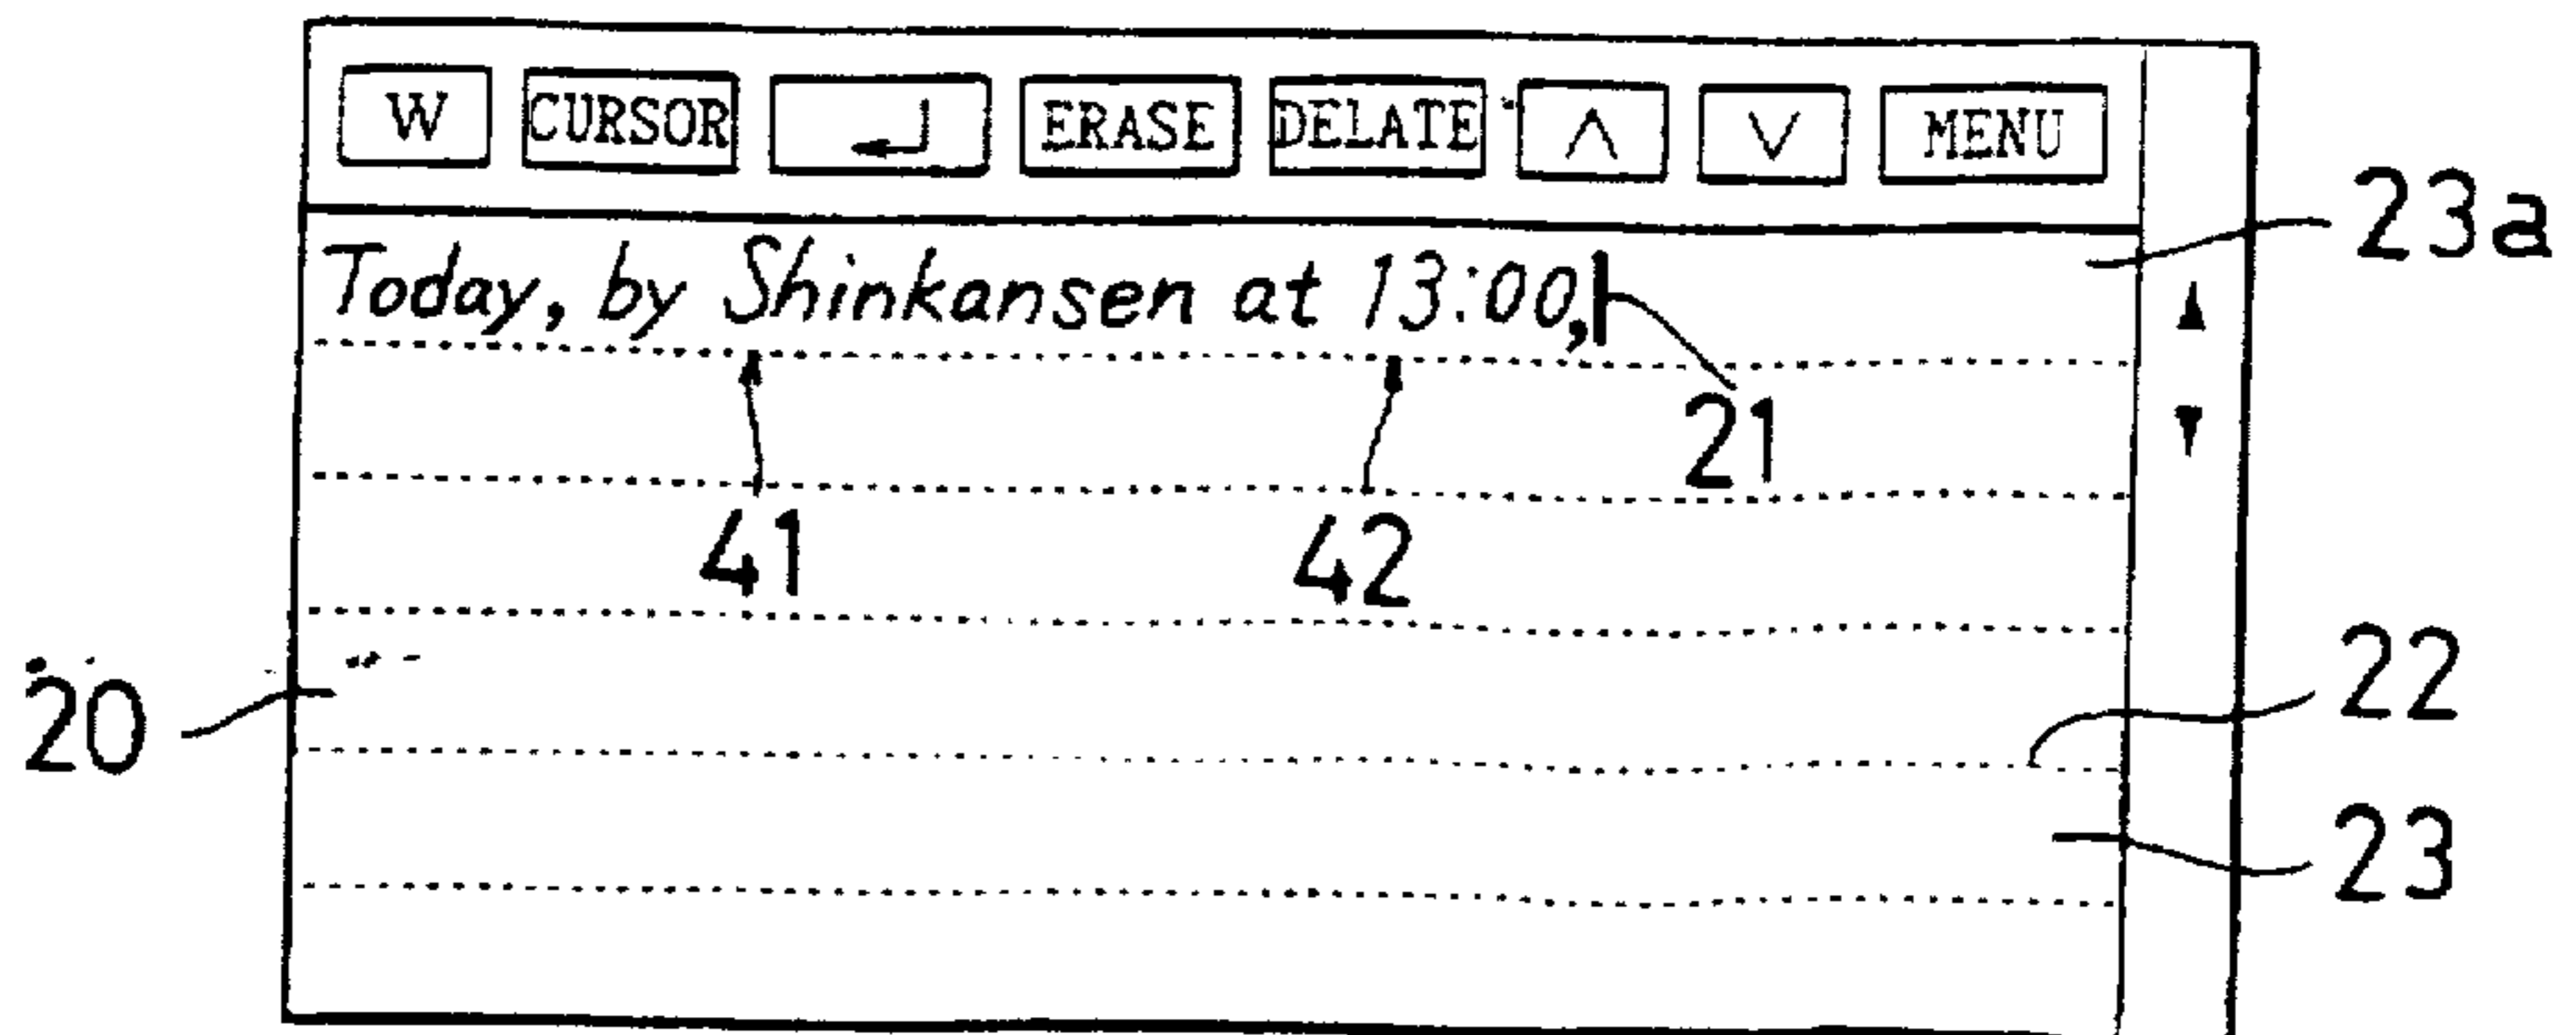 W CURSOR ERASE DELATE ∧ ∨ MENU
23a
Today, by Shinkansen at 13:00,
21
41 42
20
22
23